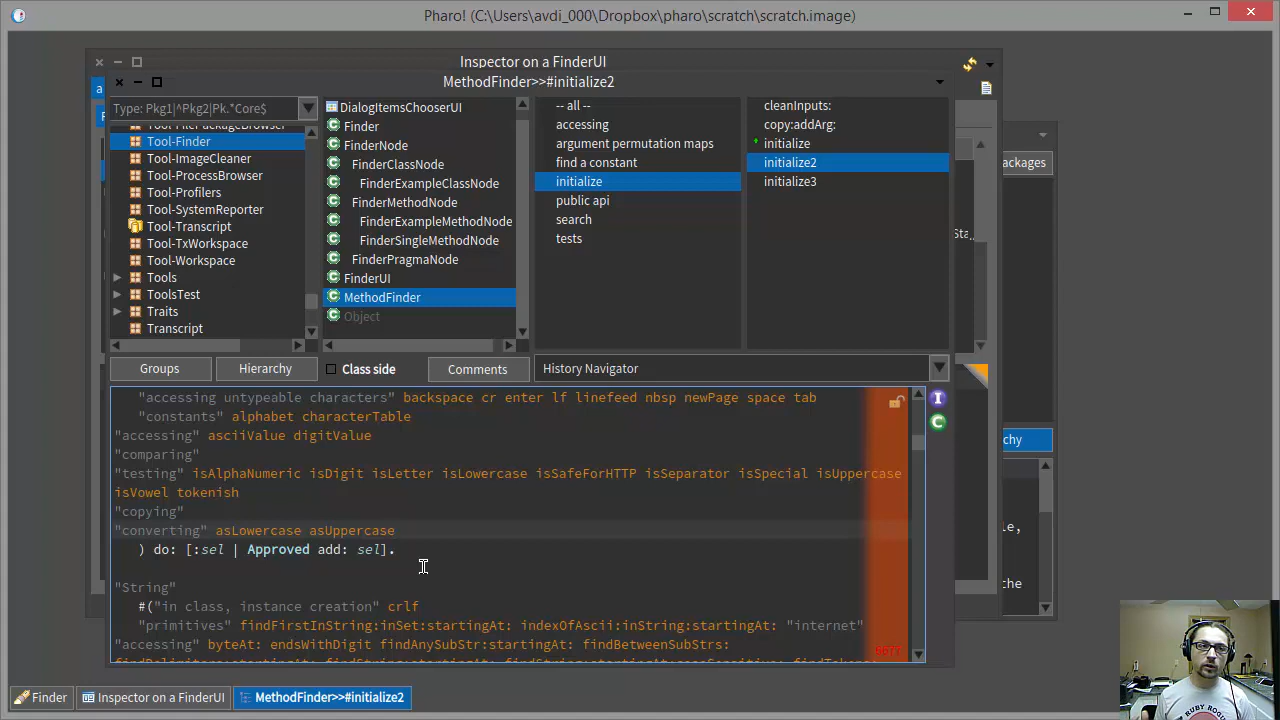 Pharo! (C:\Users\avdi_000\Dropbox\pharo\scratch\scratch.image)
Inspector on a FinderUI
MethodFinder>>#initialize2
Type: Pkg1|^Pkg2|Pk.*Core$
Tool-Finder
Tool-ImageCleaner
Tool-ProcessBrowser
Tool-Profilers
Tool-SystemReporter
Tool-Transcript
Tool-TxWorkspace
Tool-Workspace
Tools
ToolsTest
Traits
Transcript
DialogItemsChooserUI
Finder
FinderNode
FinderClassNode
FinderExampleClassNode
FinderMethodNode
FinderExampleMethodNode
FinderSingleMethodNode
FinderPragmaNode
FinderUI
MethodFinder
Object
-- all --
accessing
argument permutation maps
find a constant
initialize
public api
search
tests
cleanInputs:
copy:addArg:
initialize
initialize2
initialize3
ackages
Sta..
Groups
Hierarchy
Class side
Comments
History Navigator
"accessing untypeable characters" backspace cr enter lf linefeed nbsp newPage space tab
"constants" alphabet characterTable
"accessing" asciiValue digitValue
"comparing"
"testing" isAlphaNumeric isDigit isLetter isLowercase isSafeForHTTP isSeparator isSpecial isUppercase
isVowel tokenish
"copying"
"converting" asLowercase asUppercase
) do: [:sel | Approved add: sel].
"String"
#("in class, instance creation" crlf
"primitives" findFirstInString:inSet:startingAt: indexOfAscii:inString:startingAt: "internet"
"accessing" byteAt: endsWithDigit findAnySubStr:startingAt: findBetweenSubStrs:
chy
le,
che
RUBY ROGU
Finder
Inspector on a FinderUI
MethodFinder>>#initialize2